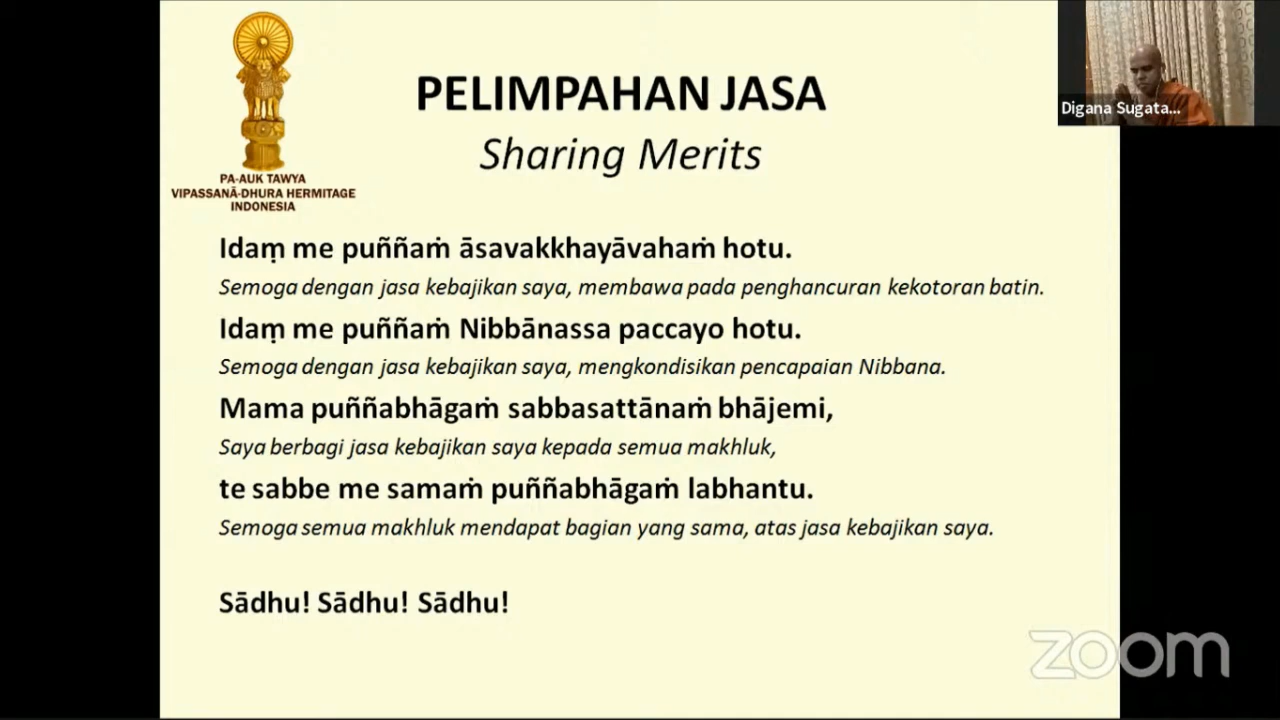 PELIMPAHAN JASA
Sharing Merits
PA-AUK TAWYA
VIPASSANĀ-DHURA HERMITAGE
INDONESIA
Digana Sugata...
Idaṃ me puññaṁ āsavakkhayāvahaṁ hotu.
Semoga dengan jasa kebajikan saya, membawa pada penghancuran kekotoran batin.
Idaṃ me puññaṁ Nibbānassa paccayo hotu.
Semoga dengan jasa kebajikan saya, mengkondisikan pencapaian Nibbana.
Mama puññabhāgaṁ sabbasattānaṁ bhājemi,
Saya berbagi jasa kebajikan saya kepada semua makhluk,
te sabbe me samaṁ puññabhāgaṁ labhantu.
Semoga semua makhluk mendapat bagian yang sama, atas jasa kebajikan saya.
Sādhu! Sādhu! Sādhu!
zoom